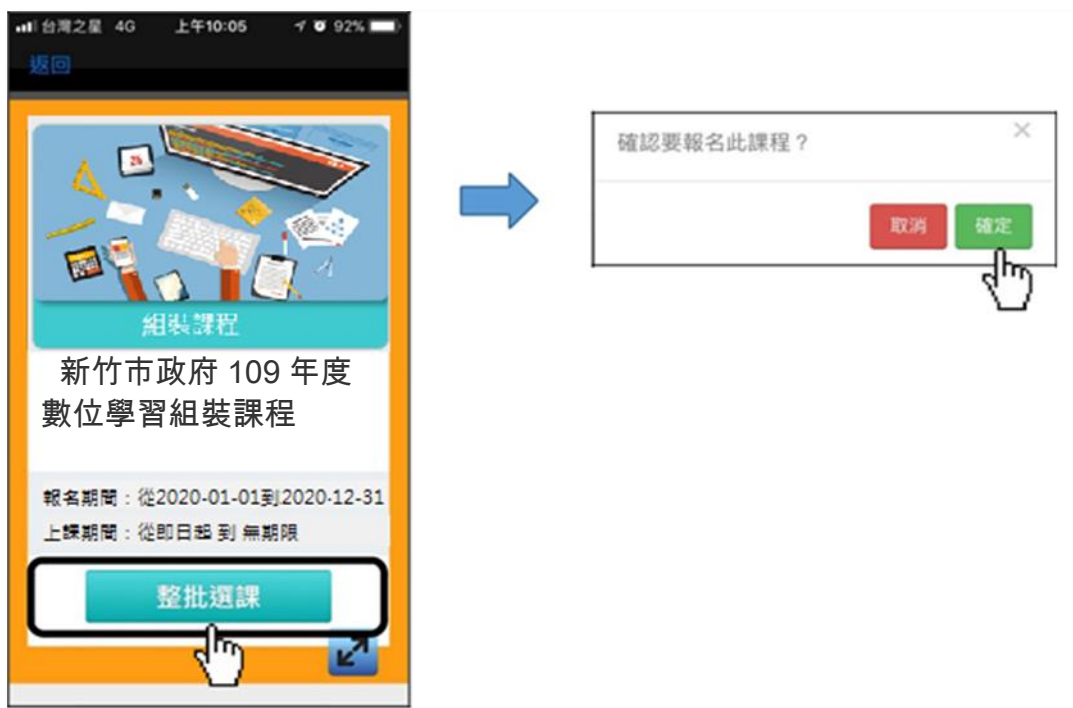 台灣之星 4G 上午10:05 92%
返回
25
組裝課程
新竹市政府 109 年度
數位學習組裝課程
報名期間：從2020-01-01到2020-12-31
上課期間：從即日起 到 無期限
整批選課
確認要報名此課程？ ×
取消 確定